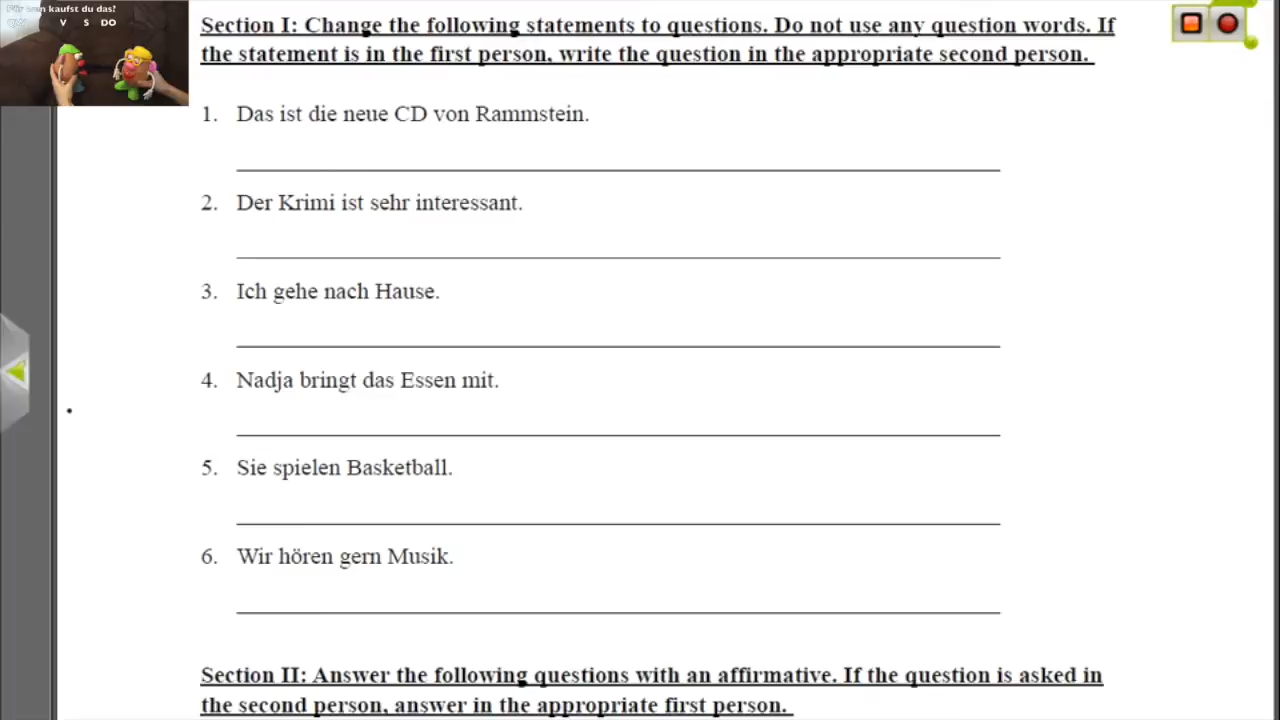 Für wen kaufst du das?
V S DO
Section I: Change the following statements to questions. Do not use any question words. If
the statement is in the first person, write the question in the appropriate second person.
1. Das ist die neue CD von Rammstein.
2. Der Krimi ist sehr interessant.
3. Ich gehe nach Hause.
4. Nadja bringt das Essen mit.
5. Sie spielen Basketball.
6. Wir hören gern Musik.
Section II: Answer the following questions with an affirmative. If the question is asked in
the second person, answer in the appropriate first person.